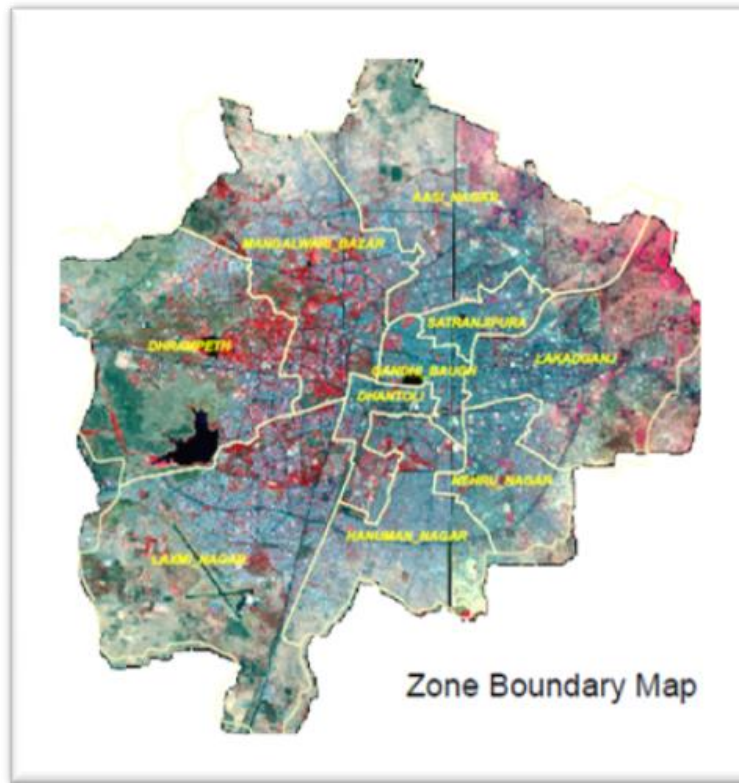 AASI_NAGAR
MANGALWARI_BAZAR
SATRANJIPURA
DHRAMPETH
LAKADGANJ
GANDHI_BAUGH
DHANTOLI
NEHRU_NAGAR
HANUMAN_NAGAR
LAXMI_NAGAR
Zone Boundary Map